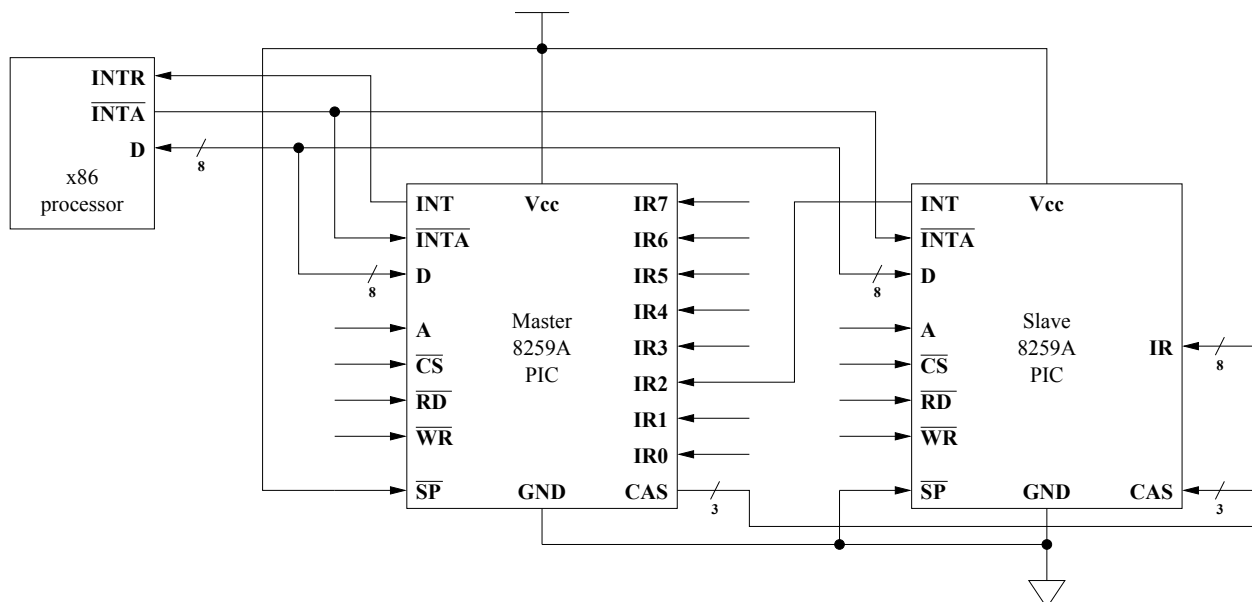 INTR
INTA
D
8
x86
processor
INT
Vcc
IR7
INTA
IR6
D
8
IR5
IR4
A
Master
8259A
PIC
IR3
CS
IR2
RD
IR1
WR
IR0
SP
GND
CAS
3
INT
Vcc
INTA
D
8
A
Slave
8259A
PIC
IR
8
CS
RD
WR
SP
GND
CAS
3